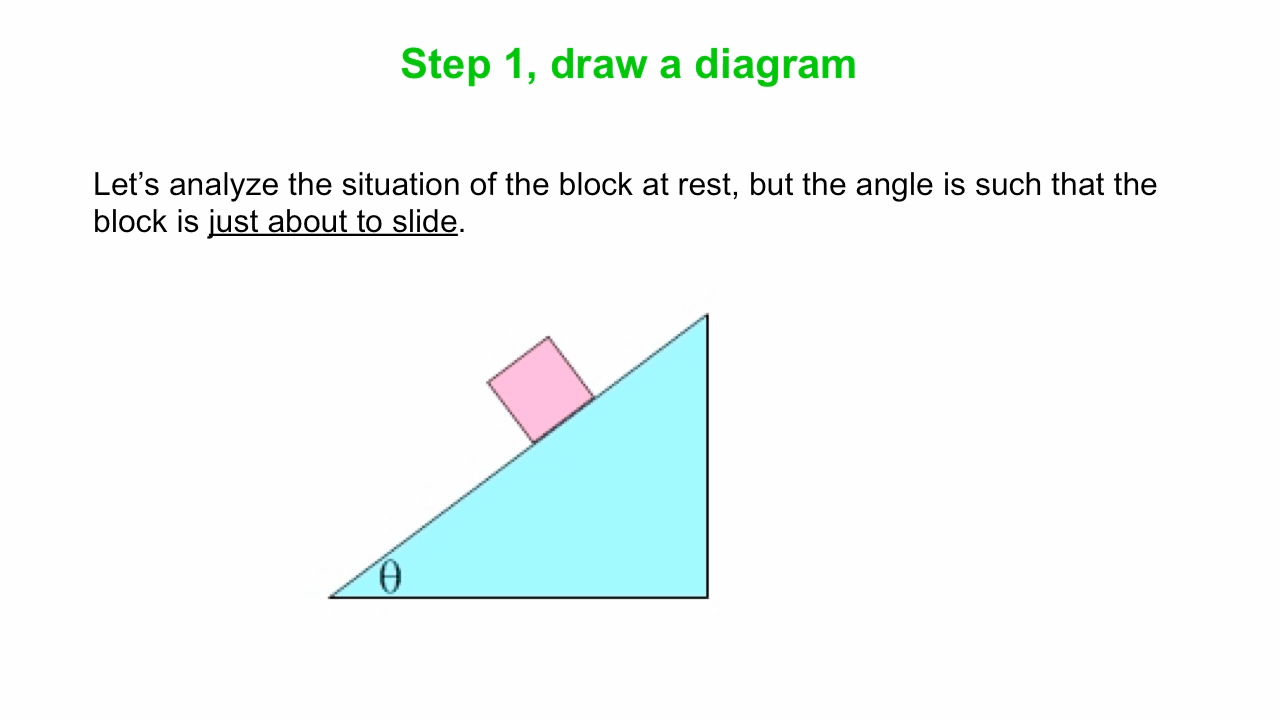 Step 1, draw a diagram
Let’s analyze the situation of the block at rest, but the angle is such that the
block is just about to slide.
θ